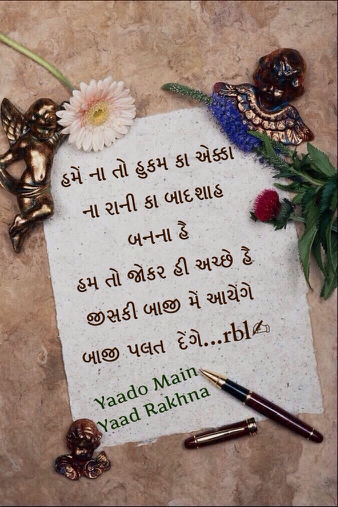 હમેં ના તો હુકમ કા એક્કા
ના રાની કા બાદશાહ
બનના હૈ
હમ તો જોકર હી અચ્છે હૈ
જીસકી બાજી મેં આયેંગે
બાજી પલત દેંગે...rbl✍
Yaado Main
Yaad Rakhna